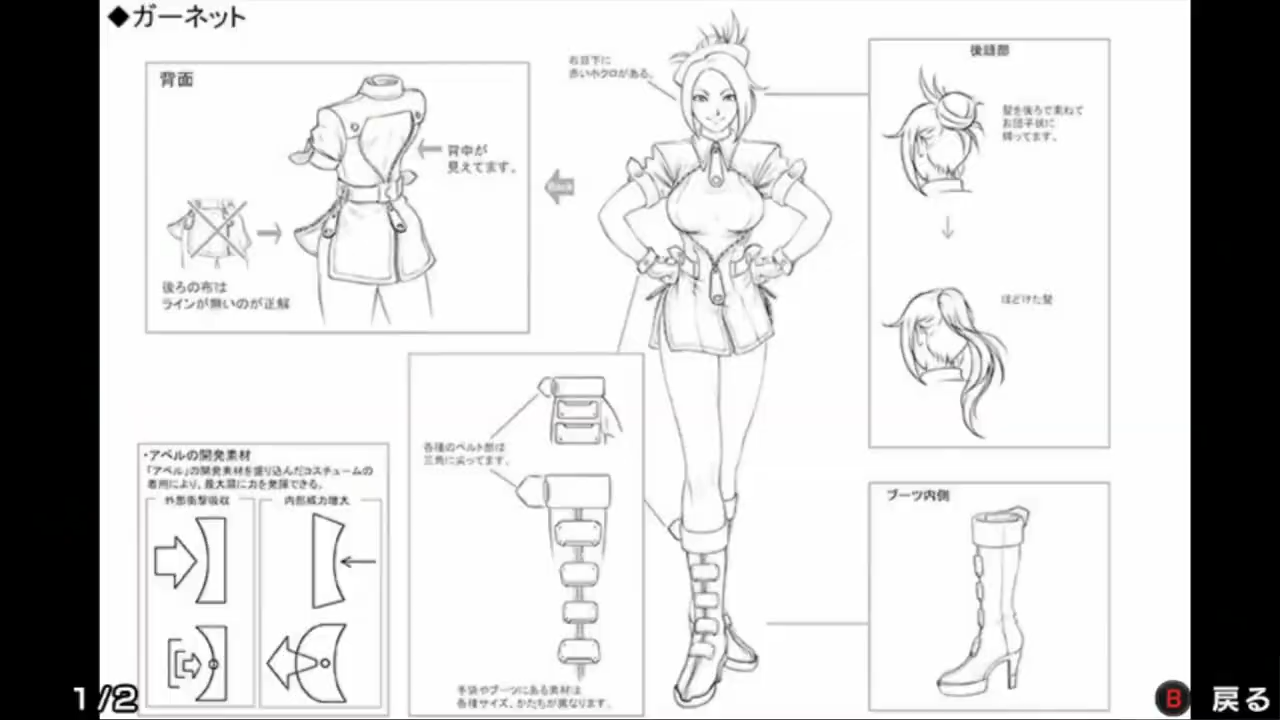 ◆ガーネット
背面
背中が
見えてます。
後ろの布は
ラインが無いのが正解
右目下に
赤いホクロがある。
Back
後頭部
髪を後ろで束ねて
お団子状に
縛ってます。
ほどけた髪
各種のベルト部は
三角に尖ってます。
手袋やブーツにある素材は
各種サイズ、かたちが異なります。
・アベルの開発素材
「アベル」の開発素材を盛り込んだコスチュームの
着用により、最大限に力を発揮できる。
外部衝撃吸収
内部威力増大
ブーツ内側
1/2
B 戻る